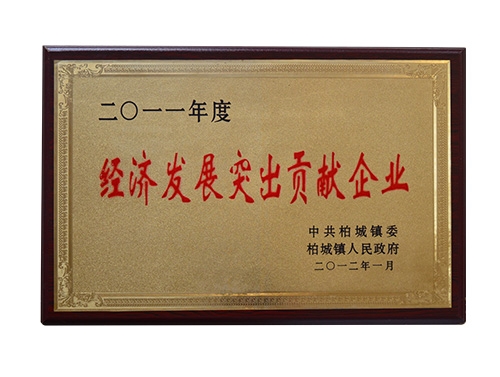 二〇一一年度
经济发展突出贡献企业
中共柏城镇委
柏城镇人民政府
二〇一二年一月